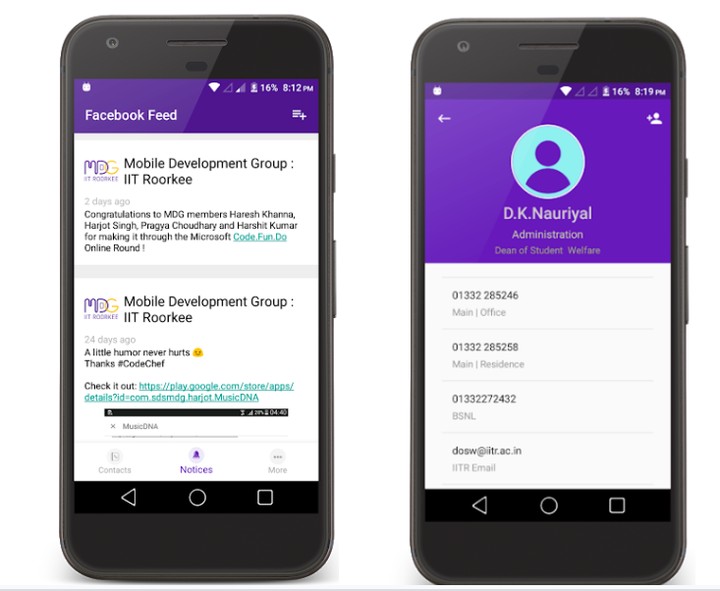 16% 8:12 PM
Facebook Feed
MDG
IIT ROORKEE
Mobile Development Group :
IIT Roorkee
2 days ago
Congratulations to MDG members Haresh Khanna,
Harjot Singh, Pragya Choudhary and Harshit Kumar
for making it through the Microsoft Code.Fun.Do
Online Round !
MDG
IIT ROORKEE
Mobile Development Group :
IIT Roorkee
24 days ago
A little humor never hurts 🙂
Thanks #CodeChef
Check it out: https://play.google.com/store/apps/
details?id=com.sdsmdg.harjot.MusicDNA
04:40
× MusicDNA
Contacts
Notices
More
16% 8:19 PM
D.K.Nauriyal
Administration
Dean of Student Welfare
01332 285246
Main | Office
01332 285258
Main | Residence
01332272432
BSNL
dosw@iitr.ac.in
IITR Email